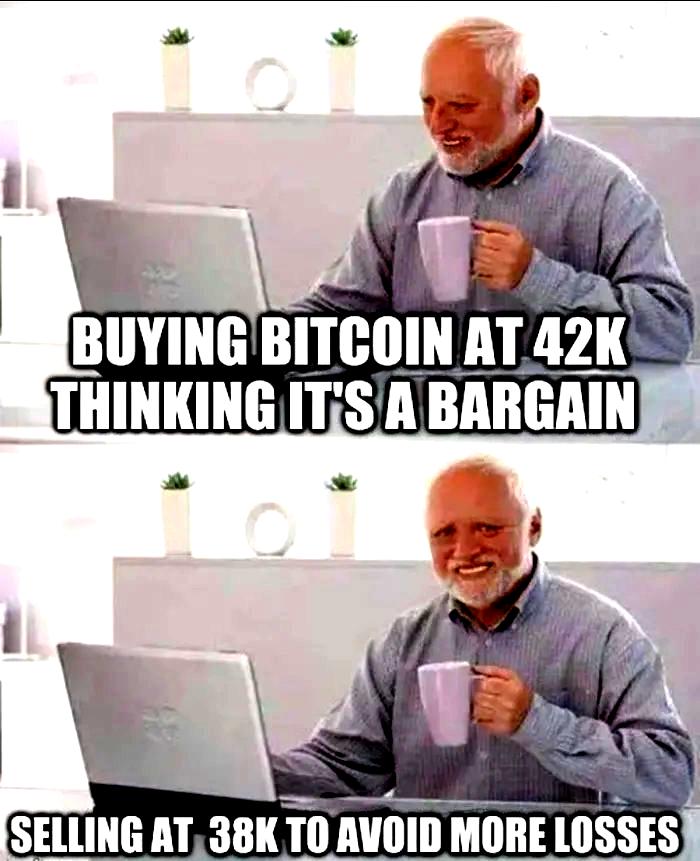 BUYING BITCOIN AT 42K
THINKING IT'S A BARGAIN
SELLING AT 38K TO AVOID MORE LOSSES